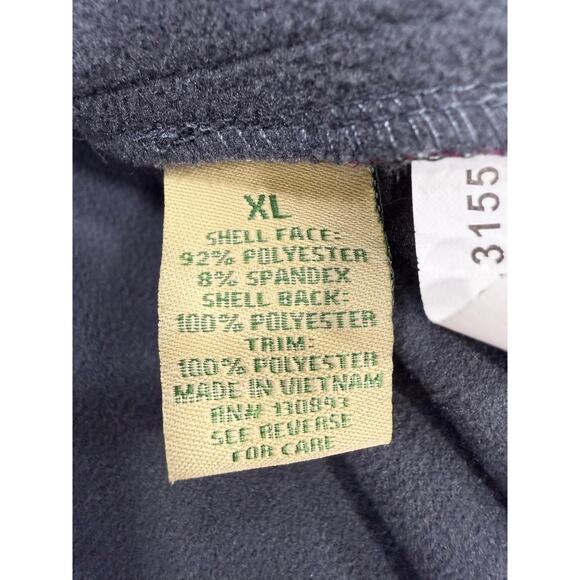 XL
SHELL FACE:
92% POLYESTER
8% SPANDEX
SHELL BACK:
100% POLYESTER
TRIM:
100% POLYESTER
MADE IN VIETNAM
RN# 130893
SEE REVERSE
FOR CARE
3155